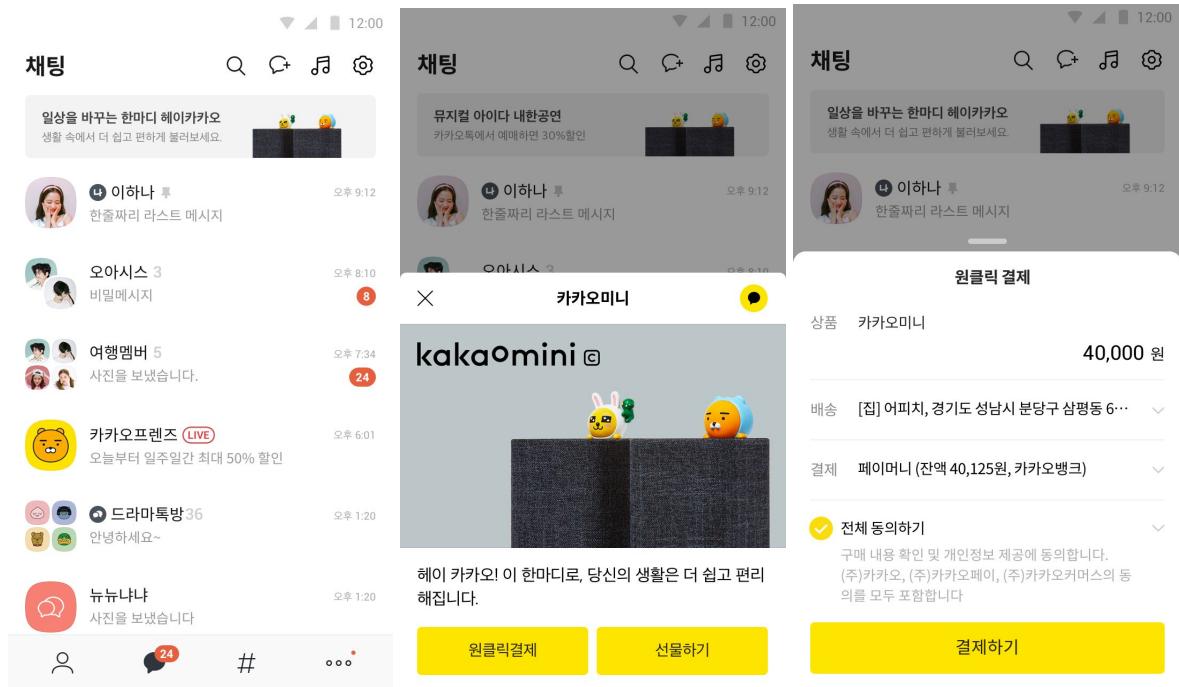 12:00
채팅
일상을 바꾸는 한마디 헤이카카오
생활 속에서 더 쉽고 편하게 불러보세요.
나 이하나
오후 9:12
한줄짜리 라스트 메시지
오아시스 3
오후 8:10
비밀메시지
8
여행멤버 5
오후 7:34
사진을 보냈습니다.
24
카카오프렌즈 LIVE
오후 6:01
오늘부터 일주일간 최대 50% 할인
드라마톡방 36
오후 1:20
안녕하세요~
뉴뉴냐냐
오후 1:20
사진을 보냈습니다
24
#
12:00
채팅
뮤지컬 아이다 내한공연
카카오톡에서 예매하면 30%할인
나 이하나
오후 9:12
한줄짜리 라스트 메시지
오아시스 3
오후 8:10
카카오미니
kakaomini C
헤이 카카오! 이 한마디로, 당신의 생활은 더 쉽고 편리
해집니다.
원클릭결제
선물하기
12:00
채팅
일상을 바꾸는 한마디 헤이카카오
생활 속에서 더 쉽고 편하게 불러보세요.
나 이하나
오후 9:12
한줄짜리 라스트 메시지
원클릭 결제
상품 카카오미니
40,000 원
배송 [집] 어피치, 경기도 성남시 분당구 삼평동 6···
결제 페이머니 (잔액 40,125원, 카카오뱅크)
전체 동의하기
구매 내용 확인 및 개인정보 제공에 동의합니다.
(주)카카오, (주)카카오페이, (주)카카오커머스의 동
의를 모두 포함합니다
결제하기